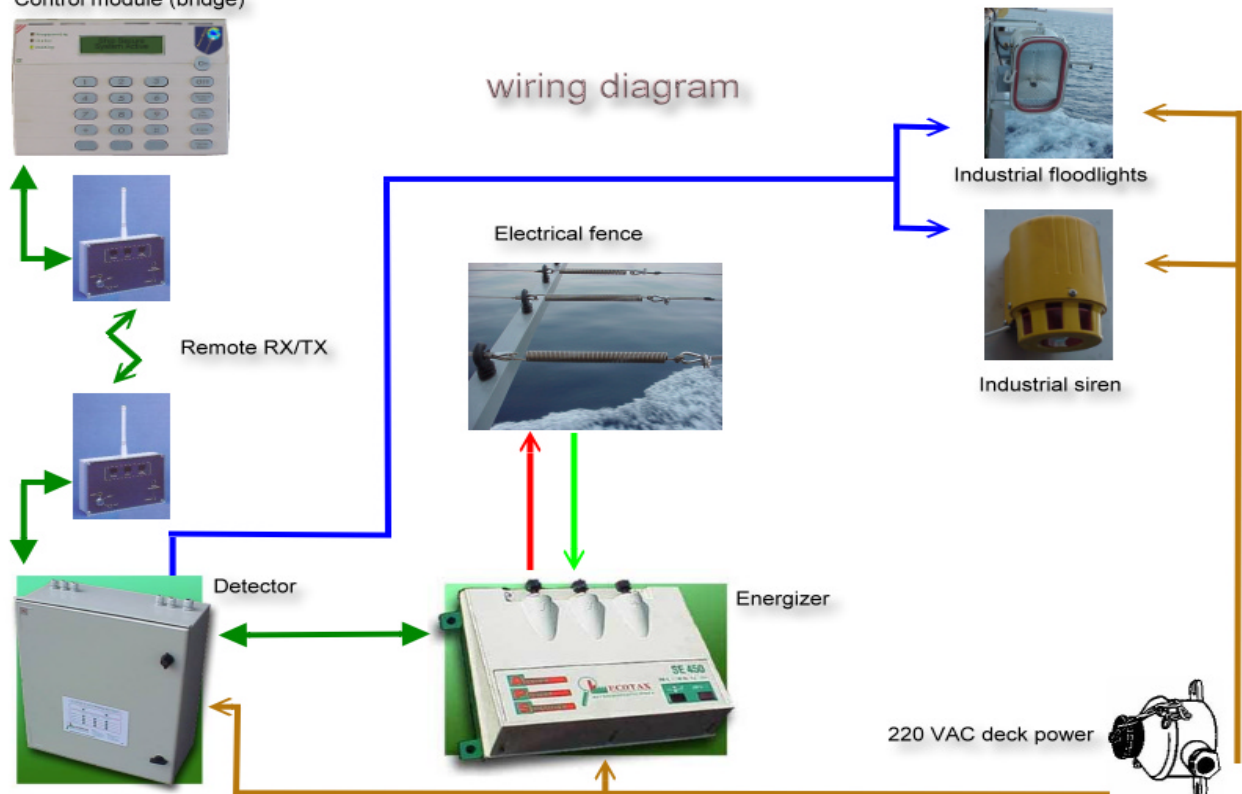 Control module (bridge)
wiring diagram
Industrial floodlights
Electrical fence
Remote RX/TX
Industrial siren
Detector
Energizer
SE 450
ECOTAX
220 VAC deck power